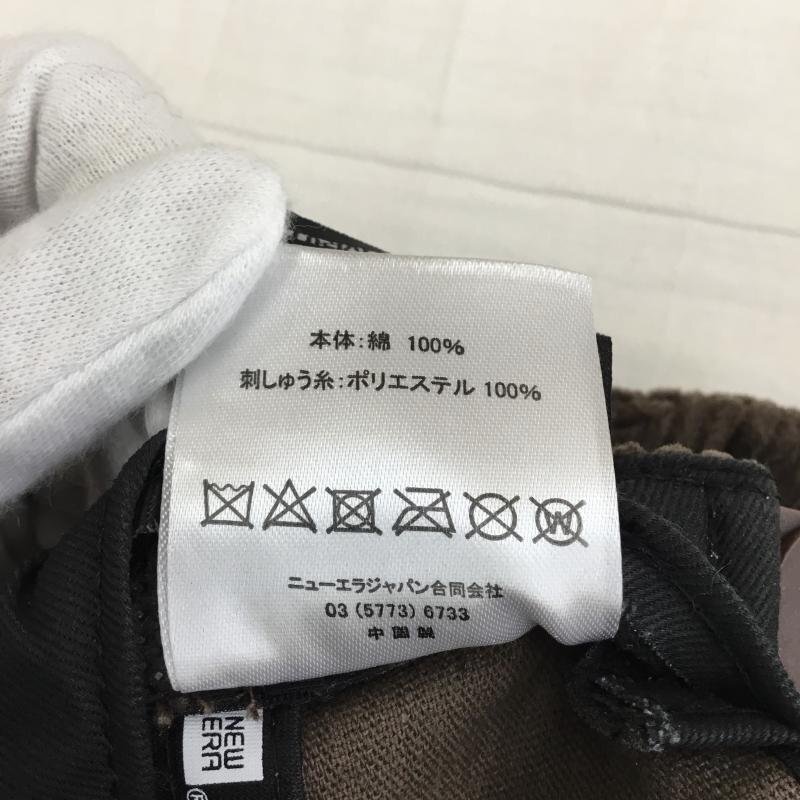 本体:綿 100%
刺しゅう糸:ポリエステル 100%
W
ニューエラジャパン合同会社
03 (5773) 6733
中国製
NEW
ERA
®